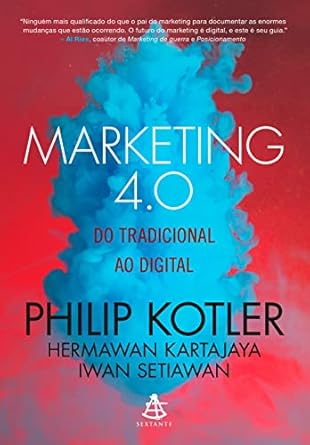 "Ninguém mais qualificado do que o pai do marketing para documentar as enormes
mudanças que estão ocorrendo. O futuro do marketing é digital, e este é seu guia."
– Al Ries, coautor de Marketing de guerra e Posicionamento
MARKETING
4.0
DO TRADICIONAL
AO DIGITAL
PHILIP KOTLER
HERMAWAN KARTAJAYA
IWAN SETIAWAN
SEXTANTE